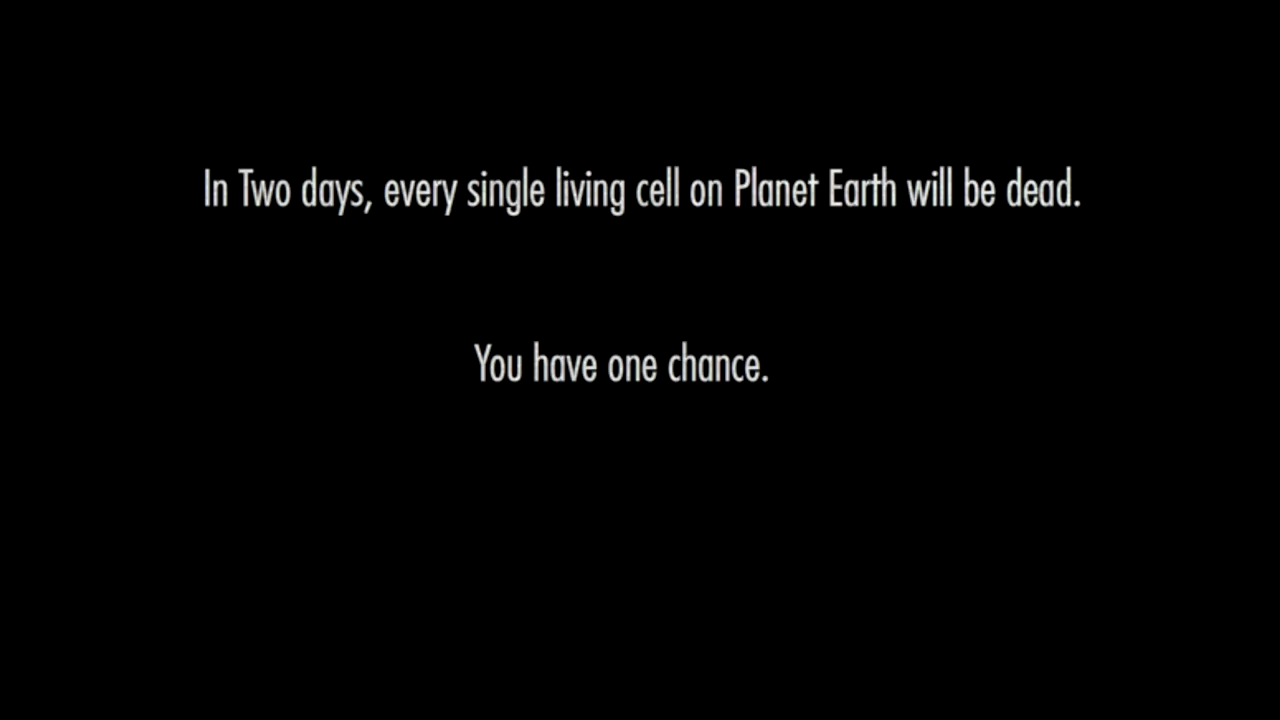 In Two days, every single living cell on Planet Earth will be dead.
You have one chance.